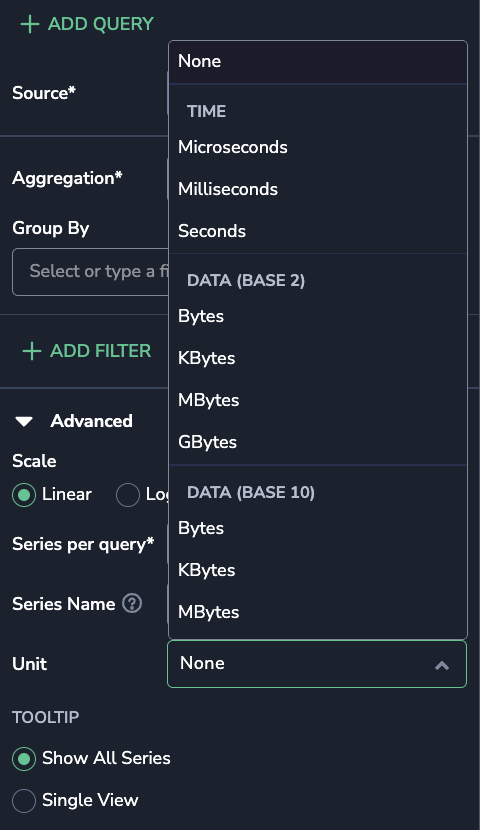 ADD QUERY
None
Source*
TIME
Microseconds
Aggregation*
Milliseconds
Group By
Seconds
Select or type a fi
DATA (BASE 2)
Bytes
ADD FILTER
KBytes
MBytes
Advanced
GBytes
Scale
Linear
DATA (BASE 10)
Bytes
Series per query*
KBytes
Series Name ?
MBytes
Unit
None
TOOLTIP
Show All Series
Single View